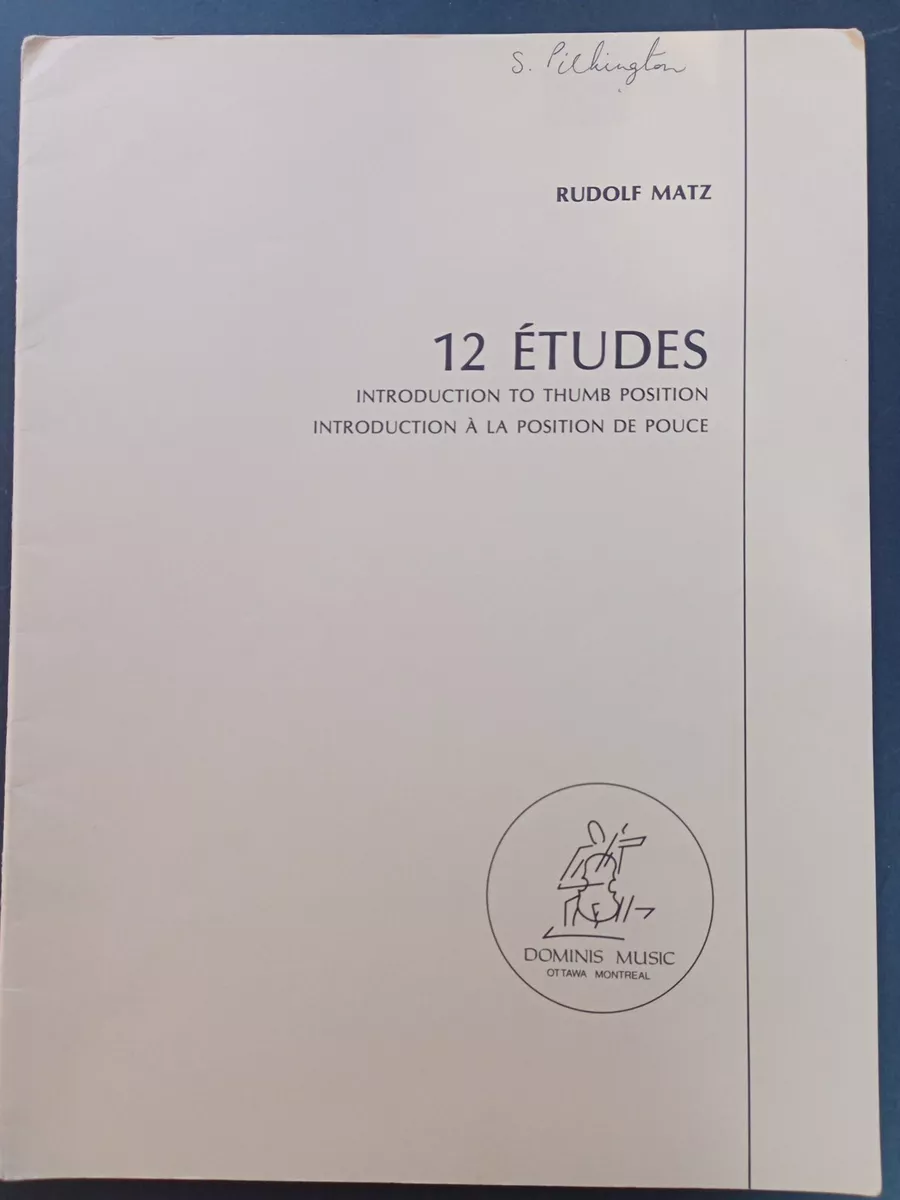 S. Pilkington
RUDOLF MATZ
12 ÉTUDES
INTRODUCTION TO THUMB POSITION
INTRODUCTION À LA POSITION DE POUCE
DOMINIS MUSIC
OTTAWA MONTREAL